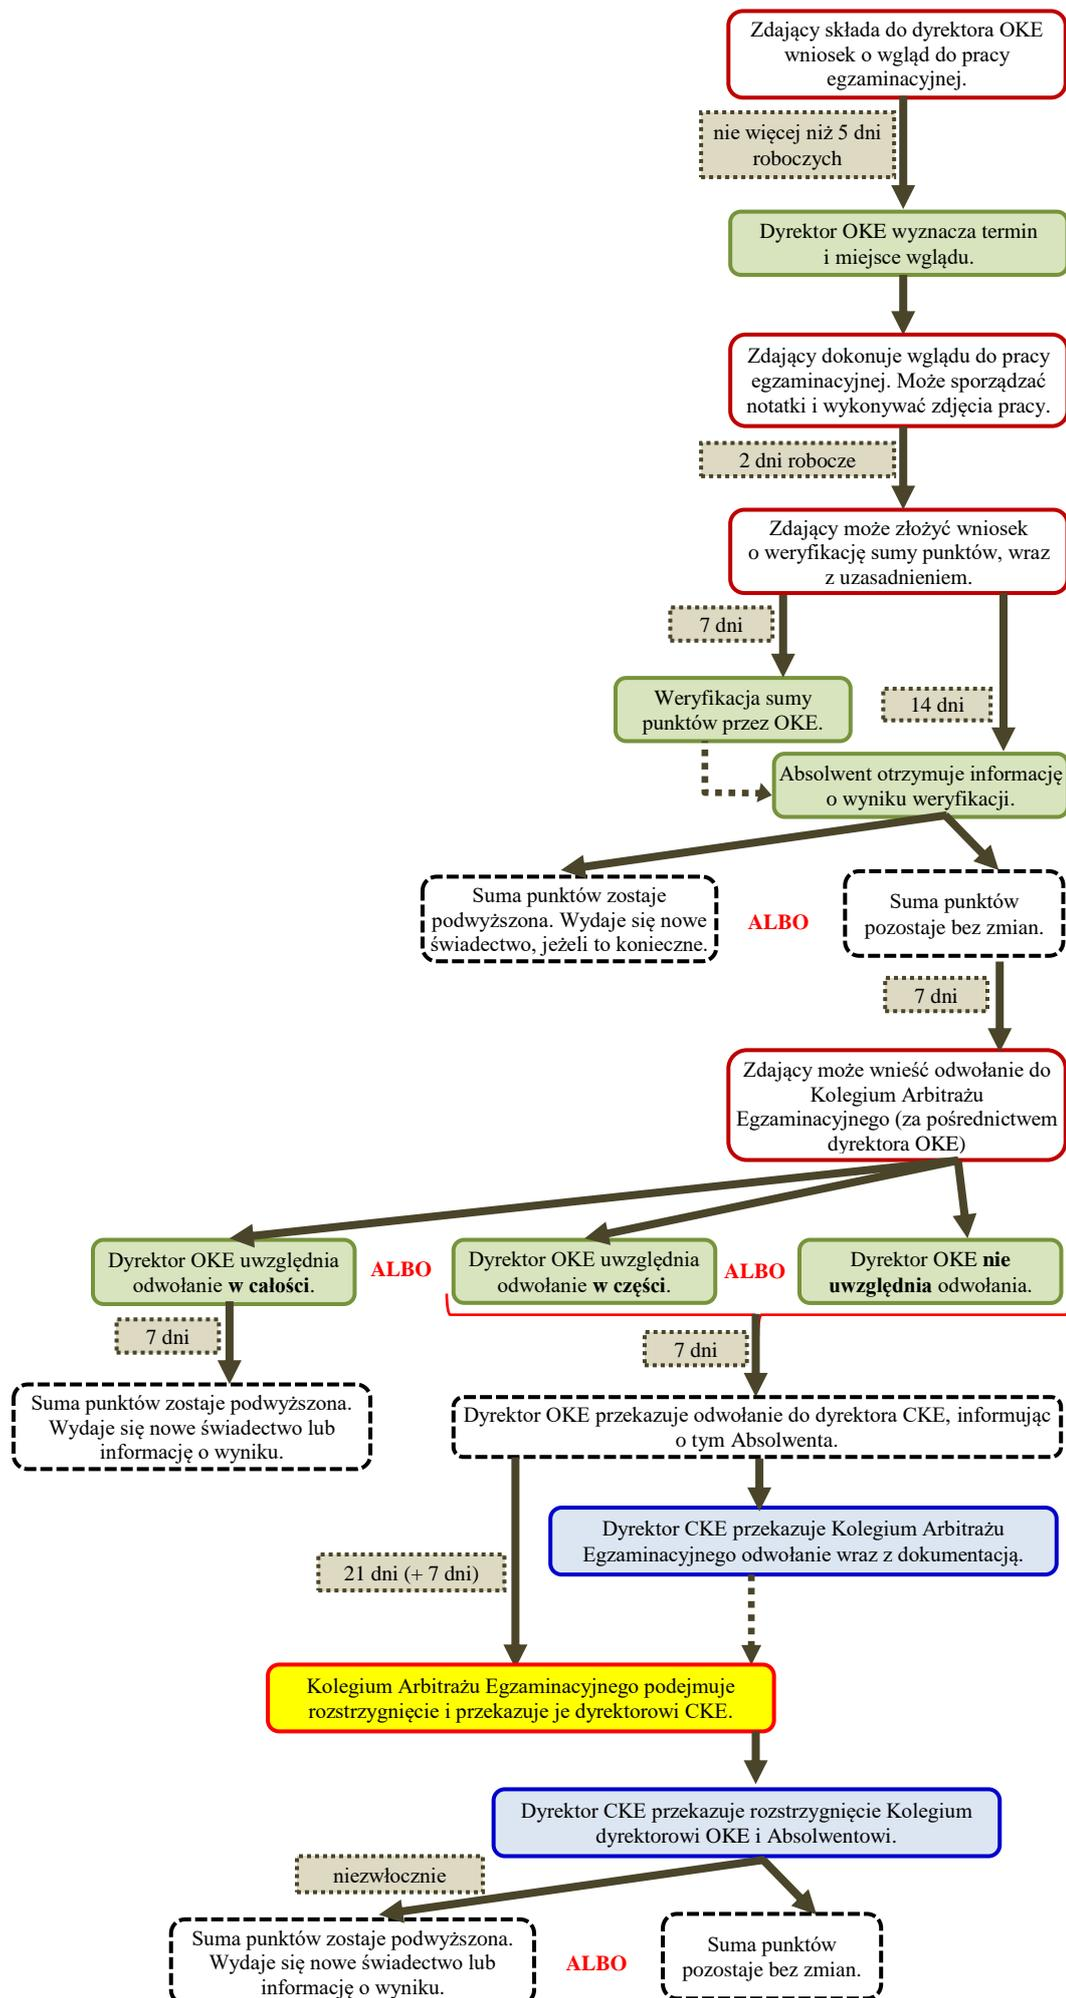 Zdający składa do dyrektora OKE
wniosek o wgląd do pracy
egzaminacyjnej.
nie więcej niż 5 dni
roboczych
Dyrektor OKE wyznacza termin
i miejsce wglądu.
Zdający dokonuje wglądu do pracy
egzaminacyjnej. Może sporządzać
notatki i wykonywać zdjęcia pracy.
2 dni robocze
Zdający może złożyć wniosek
o weryfikację sumy punktów, wraz
z uzasadnieniem.
7 dni
Weryfikacja sumy
punktów przez OKE.
14 dni
Absolwent otrzymuje informację
o wyniku weryfikacji.
Suma punktów zostaje
podwyższona. Wydaje się nowe
świadectwo, jeżeli to konieczne.
ALBO
Suma punktów
pozostaje bez zmian.
7 dni
Zdający może wnieść odwołanie do
Kolegium Arbitrażu
Egzaminacyjnego (za pośrednictwem
dyrektora OKE)
Dyrektor OKE uwzględnia
odwołanie w całości.
ALBO
Dyrektor OKE uwzględnia
odwołanie w części.
ALBO
Dyrektor OKE nie
uwzględnia odwołania.
7 dni
7 dni
Suma punktów zostaje podwyższona.
Wydaje się nowe świadectwo lub
informację o wyniku.
Dyrektor OKE przekazuje odwołanie do dyrektora CKE, informując
o tym Absolwenta.
Dyrektor CKE przekazuje Kolegium Arbitrażu
Egzaminacyjnego odwołanie wraz z dokumentacją.
21 dni (+ 7 dni)
Kolegium Arbitrażu Egzaminacyjnego podejmuje
rozstrzygnięcie i przekazuje je dyrektorowi CKE.
Dyrektor CKE przekazuje rozstrzygnięcie Kolegium
dyrektorowi OKE i Absolwentowi.
niezwłocznie
Suma punktów zostaje podwyższona.
Wydaje się nowe świadectwo lub
informację o wyniku.
ALBO
Suma punktów
pozostaje bez zmian.